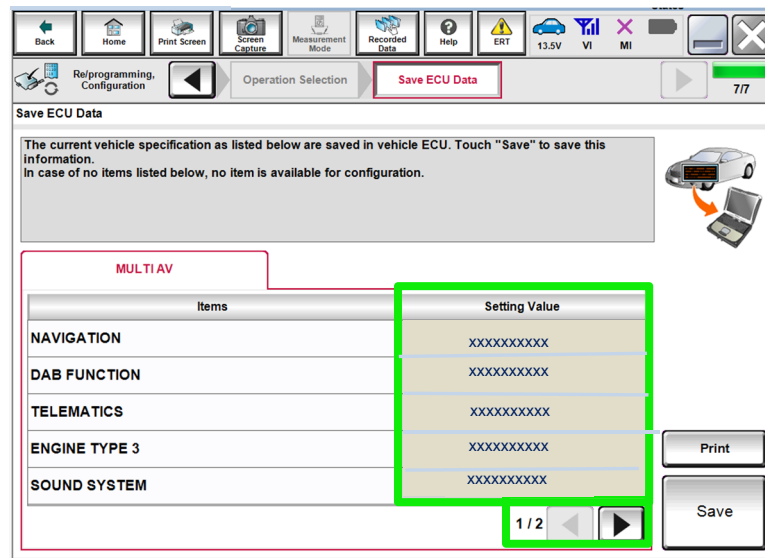 Back
Home
Print Screen
Screen
Capture
Measurement
Mode
Recorded
Data
Help
ERT
13.5V
VI
MI
Re/programming,
Configuration
Operation Selection
Save ECU Data
7/7
Save ECU Data
The current vehicle specification as listed below are saved in vehicle ECU. Touch "Save" to save this
information.
In case of no items listed below, no item is available for configuration.
MULTI AV
Items
Setting Value
NAVIGATION
XXXXXXXXXX
DAB FUNCTION
XXXXXXXXXX
TELEMATICS
XXXXXXXXXX
ENGINE TYPE 3
XXXXXXXXXX
SOUND SYSTEM
XXXXXXXXXX
Print
1 / 2
Save